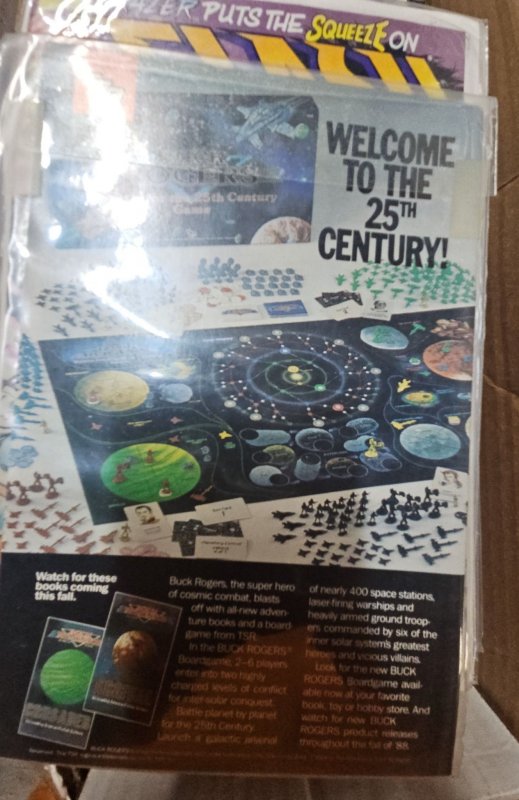 PUTS THE SQUEEZE ON
ROGERS
25th Century
Game
WELCOME
TO THE
25TH
CENTURY!
Watch for these
books coming
this fall.
Buck Rogers, the super hero
of cosmic combat, blasts
off with all-new adven-
ture books and a board
game from TSR.
In the BUCK ROGERS
Boardgame, 2-6 players
enter into two highly
charged levels of conflict
for inter-solar conquest.
Battle planet by planet
for the 25th Century.
Launch a galactic arsenal
of nearly 400 space stations,
laser-firing warships and
heavily armed ground troop-
ers commanded by six of the
inner solar system's greatest
heroes and vicious villains.
Look for the new BUCK
ROGERS Boardgame avail-
able now at your favorite
book, toy or hobby store. And
watch for new BUCK
ROGERS product releases
throughout the fall of '88.
BUCK ROGERS